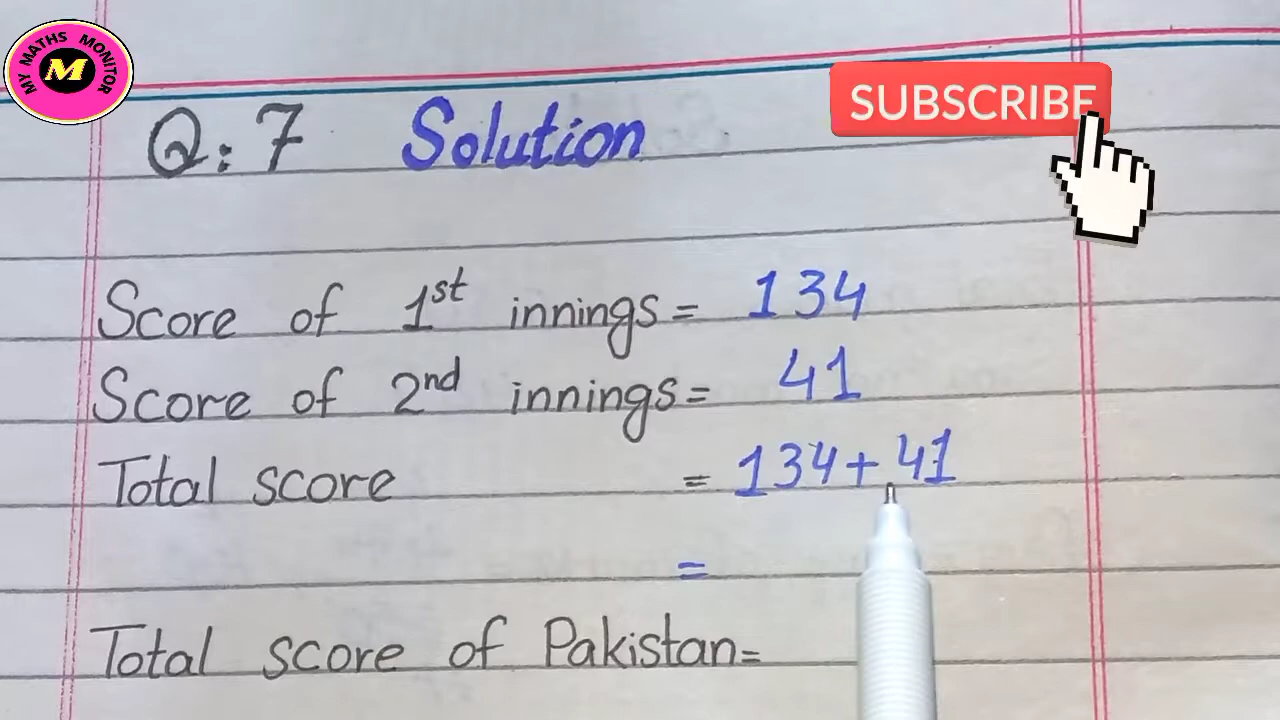 MY MATHS MONITOR
M
SUBSCRIBE
Q: 7 Solution
Score of 1st innings = 134
Score of 2nd innings = 41
Total score = 134 + 41
=
Total score of Pakistan=